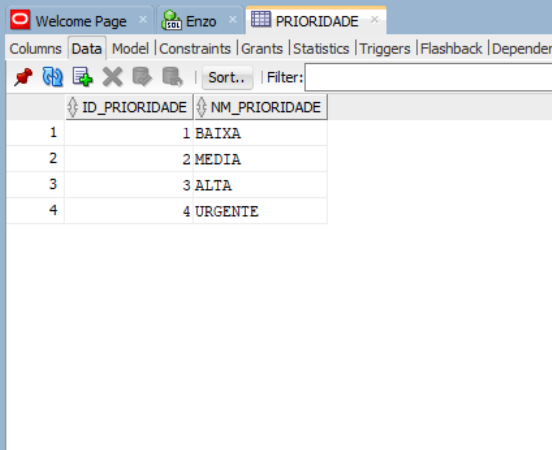 Welcome Page Enzo PRIORIDADE
Columns Data Model Constraints Grants Statistics Triggers Flashback Dependen
Sort.. Filter:
ID_PRIORIDADE NM_PRIORIDADE
1 1 BAIXA
2 2 MEDIA
3 3 ALTA
4 4 URGENTE